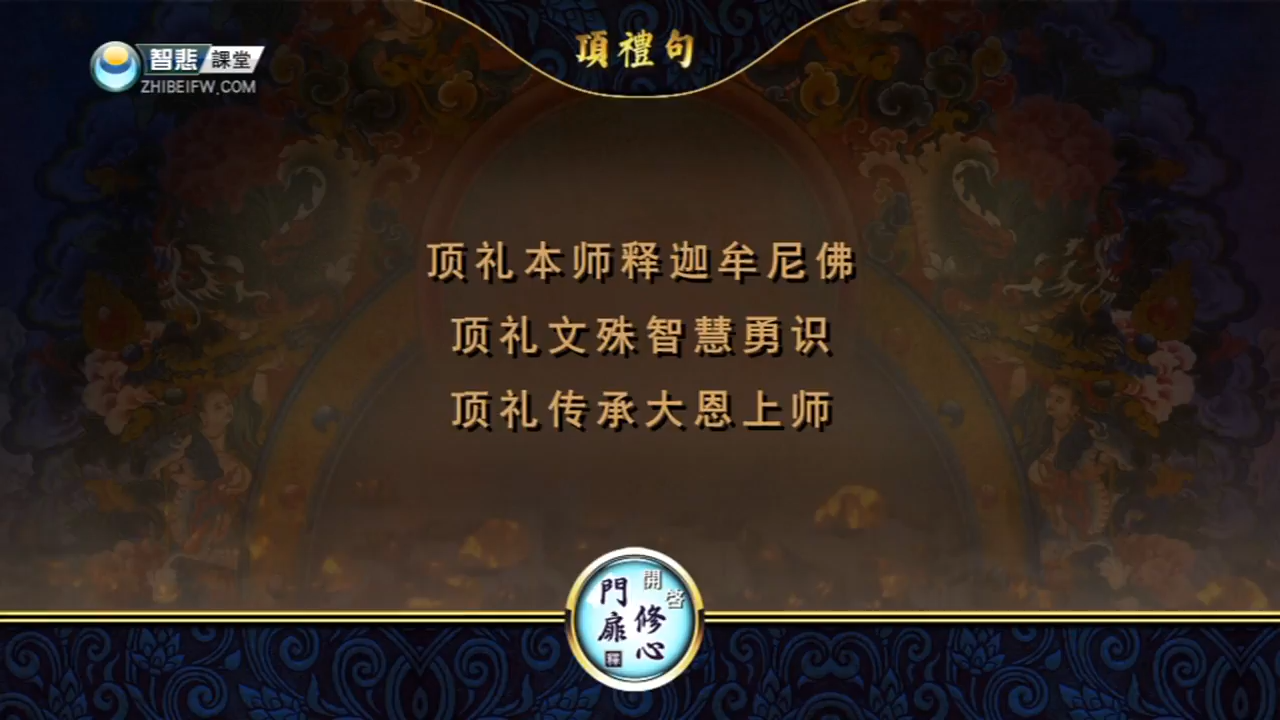 智悲課堂
ZHIBEIFW.COM
頂禮句
顶礼本师释迦牟尼佛
顶礼文殊智慧勇识
顶礼传承大恩上师
開啓修心
門扉
釋